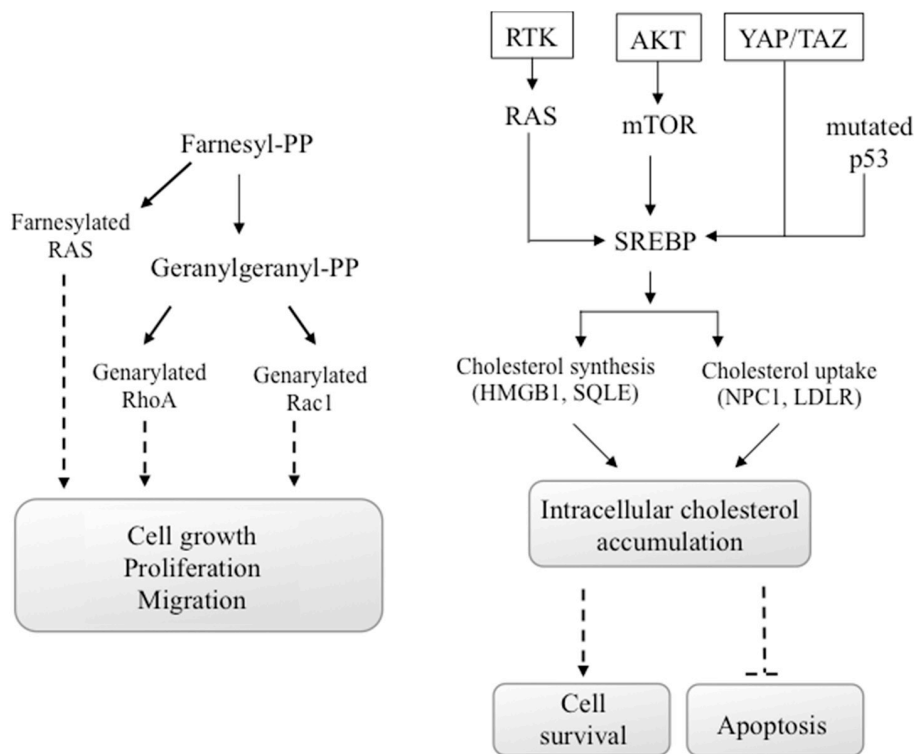 Farnesyl-PP
Farnesylated
RAS
Geranylgeranyl-PP
Genarylated
RhoA
Genarylated
Rac1
Cell growth
Proliferation
Migration
RTK
AKT
YAP/TAZ
RAS
mTOR
mutated
p53
SREBP
Cholesterol synthesis
(HMGB1, SQLE)
Cholesterol uptake
(NPC1, LDLR)
Intracellular cholesterol
accumulation
Cell
survival
Apoptosis